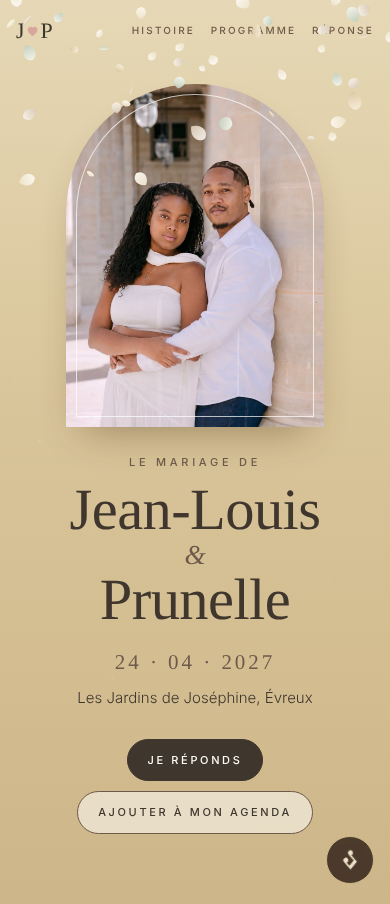 J P
HISTOIRE PROGRAMME RÉPONSE
LE MARIAGE DE
Jean-Louis
&
Prunelle
24 · 04 · 2027
Les Jardins de Joséphine, Évreux
JE RÉPONDS
AJOUTER À MON AGENDA